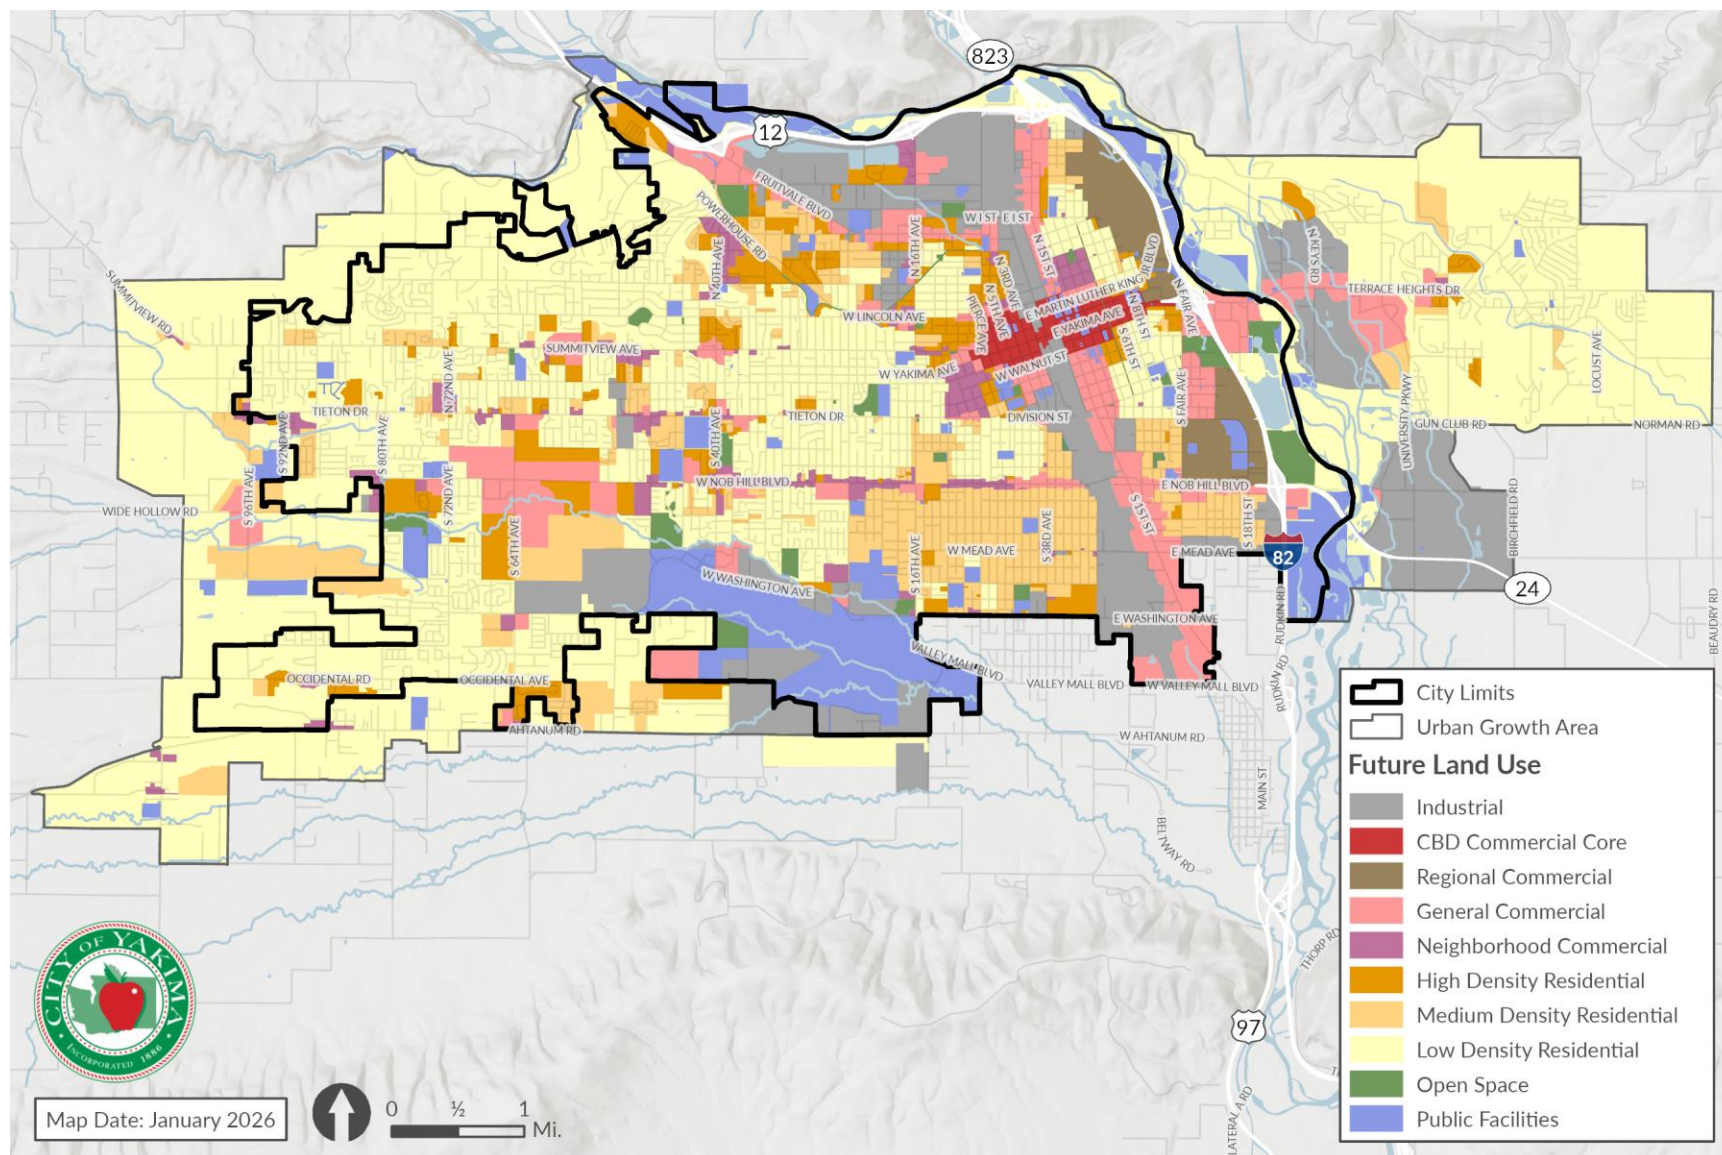 823
12
FRUITVALE BLVD
POWERHOUSE RD
W I ST
E I ST
N 16TH AVE
N 40TH AVE
N 1ST ST
N 3RD AVE
N 5TH AVE
PIERCE AVE
E MARTIN LUTHER KING JR BLVD
N 8TH ST
N FAIR AVE
E YAKIMA AVE
S 6TH ST
W LINCOLN AVE
W YAKIMA AVE
W WALNUT ST
N KEYS RD
TERRACE HEIGHTS DR
LOCUST AVE
UNIVERSITY PKWY
GUN CLUB RD
NORMAN RD
SUMMITVIEW RD
SUMMITVIEW AVE
N 72ND AVE
TIETON DR
TIETON DR
DIVISION ST
S FAIR AVE
S 92ND AVE
S 80TH AVE
S 40TH AVE
S 96TH AVE
S 72ND AVE
W NOB HILL BLVD
E NOB HILL BLVD
WIDE HOLLOW RD
S 64TH AVE
S 16TH AVE
W MEAD AVE
S 3RD AVE
S 1ST ST
S 18TH ST
E MEAD AVE
BIRCHFIELD RD
82
24
W WASHINGTON AVE
E WASHINGTON AVE
RUDKIN RD
RUDKIN RD
BEAUDRY RD
VALLEY MALL BLVD
VALLEY MALL BLVD
W VALLEY MALL BLVD
OCCIDENTAL RD
OCCIDENTAL AVE
AHTANUM RD
W AHTANUM RD
MAIN ST
BELTWAY RD
THORP RD
97
LATERAL A RD
City Limits
Urban Growth Area
Future Land Use
Industrial
CBD Commercial Core
Regional Commercial
General Commercial
Neighborhood Commercial
High Density Residential
Medium Density Residential
Low Density Residential
Open Space
Public Facilities
CITY OF YAKIMA
INCORPORATED 1886
Map Date: January 2026
0 ½ 1
Mi.